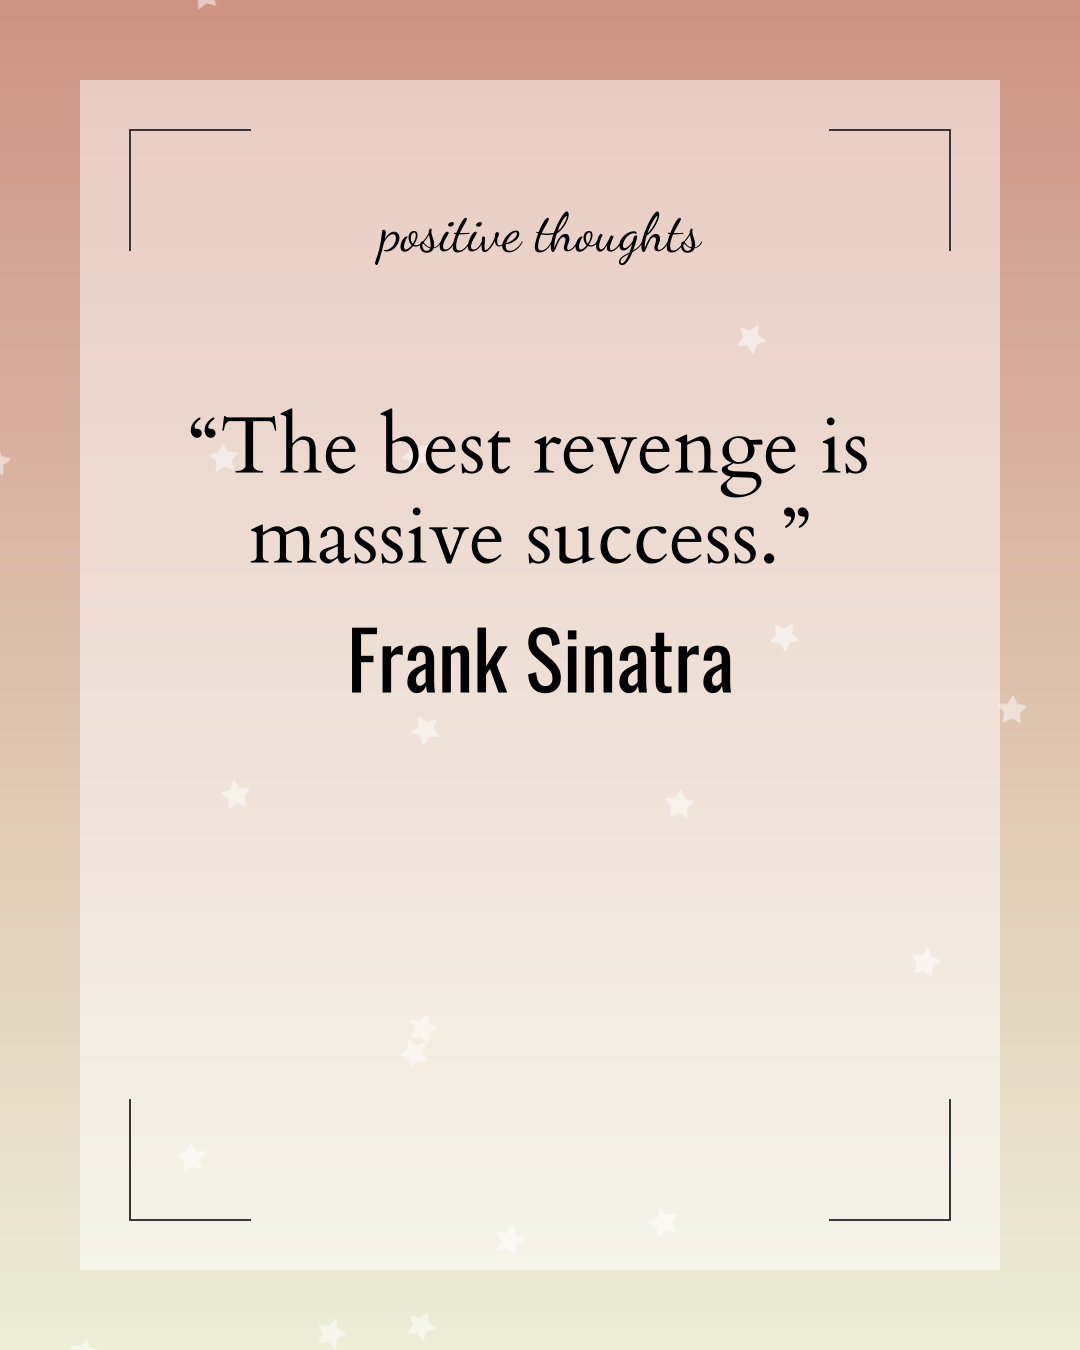 positive thoughts
“The best revenge is
massive success.”
Frank Sinatra